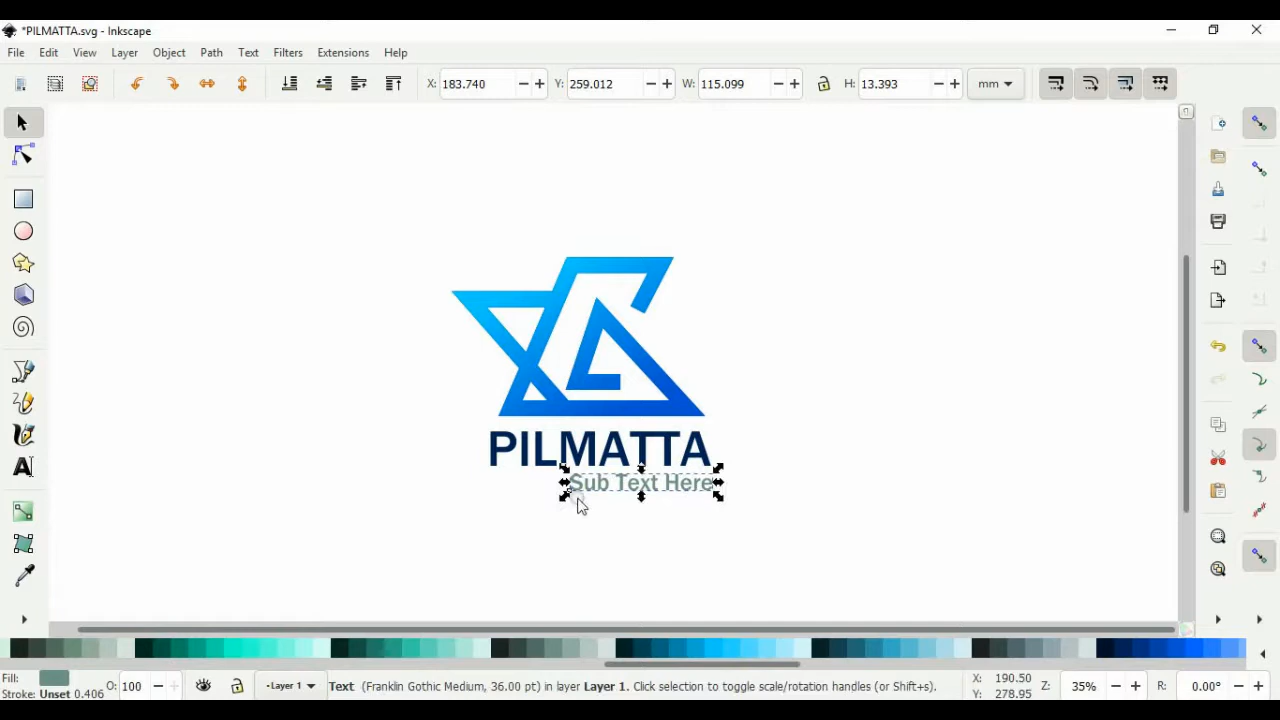 *PILMATTA.svg - Inkscape
File Edit View Layer Object Path Text Filters Extensions Help
X: 183.740 Y: 259.012 W: 115.099 H: 13.393 mm
PILMATTA
Sub Text Here
Fill: O: 100 Layer 1 Text (Franklin Gothic Medium, 36.00 pt) in layer Layer 1. Click selection to toggle scale/rotation handles (or Shift+s). X: 190.50 Z: 35% R: 0.00°
Stroke: Unset 0.406 Y: 278.95